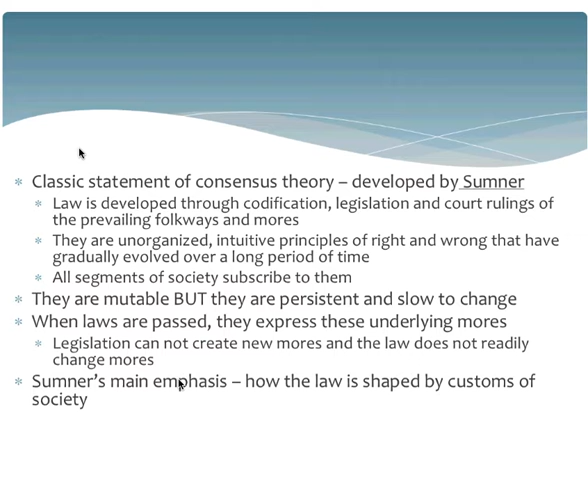 * Classic statement of consensus theory – developed by Sumner
* Law is developed through codification, legislation and court rulings of
the prevailing folkways and mores
* They are unorganized, intuitive principles of right and wrong that have
gradually evolved over a long period of time
* All segments of society subscribe to them
* They are mutable BUT they are persistent and slow to change
* When laws are passed, they express these underlying mores
* Legislation can not create new mores and the law does not readily
change mores
* Sumner's main emphasis – how the law is shaped by customs of
society